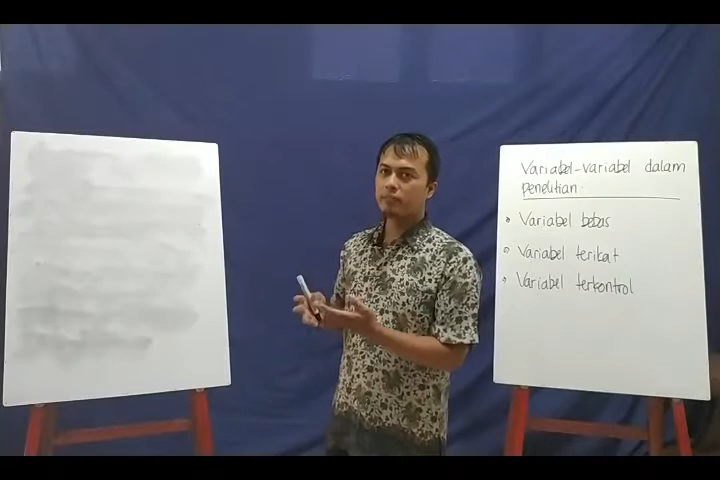 Variabel-variabel dalam
penelitian.
• Variabel bebas
• Variabel terikat
• Variabel terkontrol